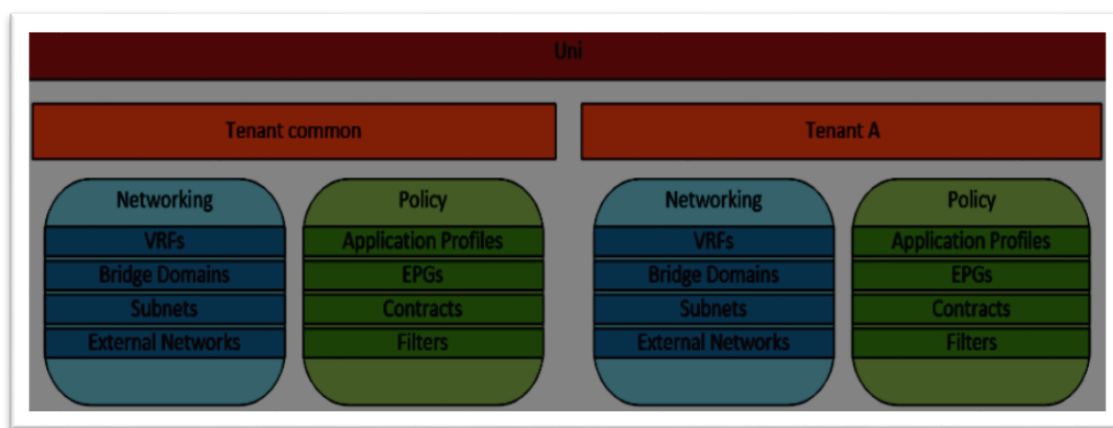 Uni
Tenant common
Tenant A
Networking
VRFs
Bridge Domains
Subnets
External Networks
Policy
Application Profiles
EPGs
Contracts
Filters
Networking
VRFs
Bridge Domains
Subnets
External Networks
Policy
Application Profiles
EPGs
Contracts
Filters